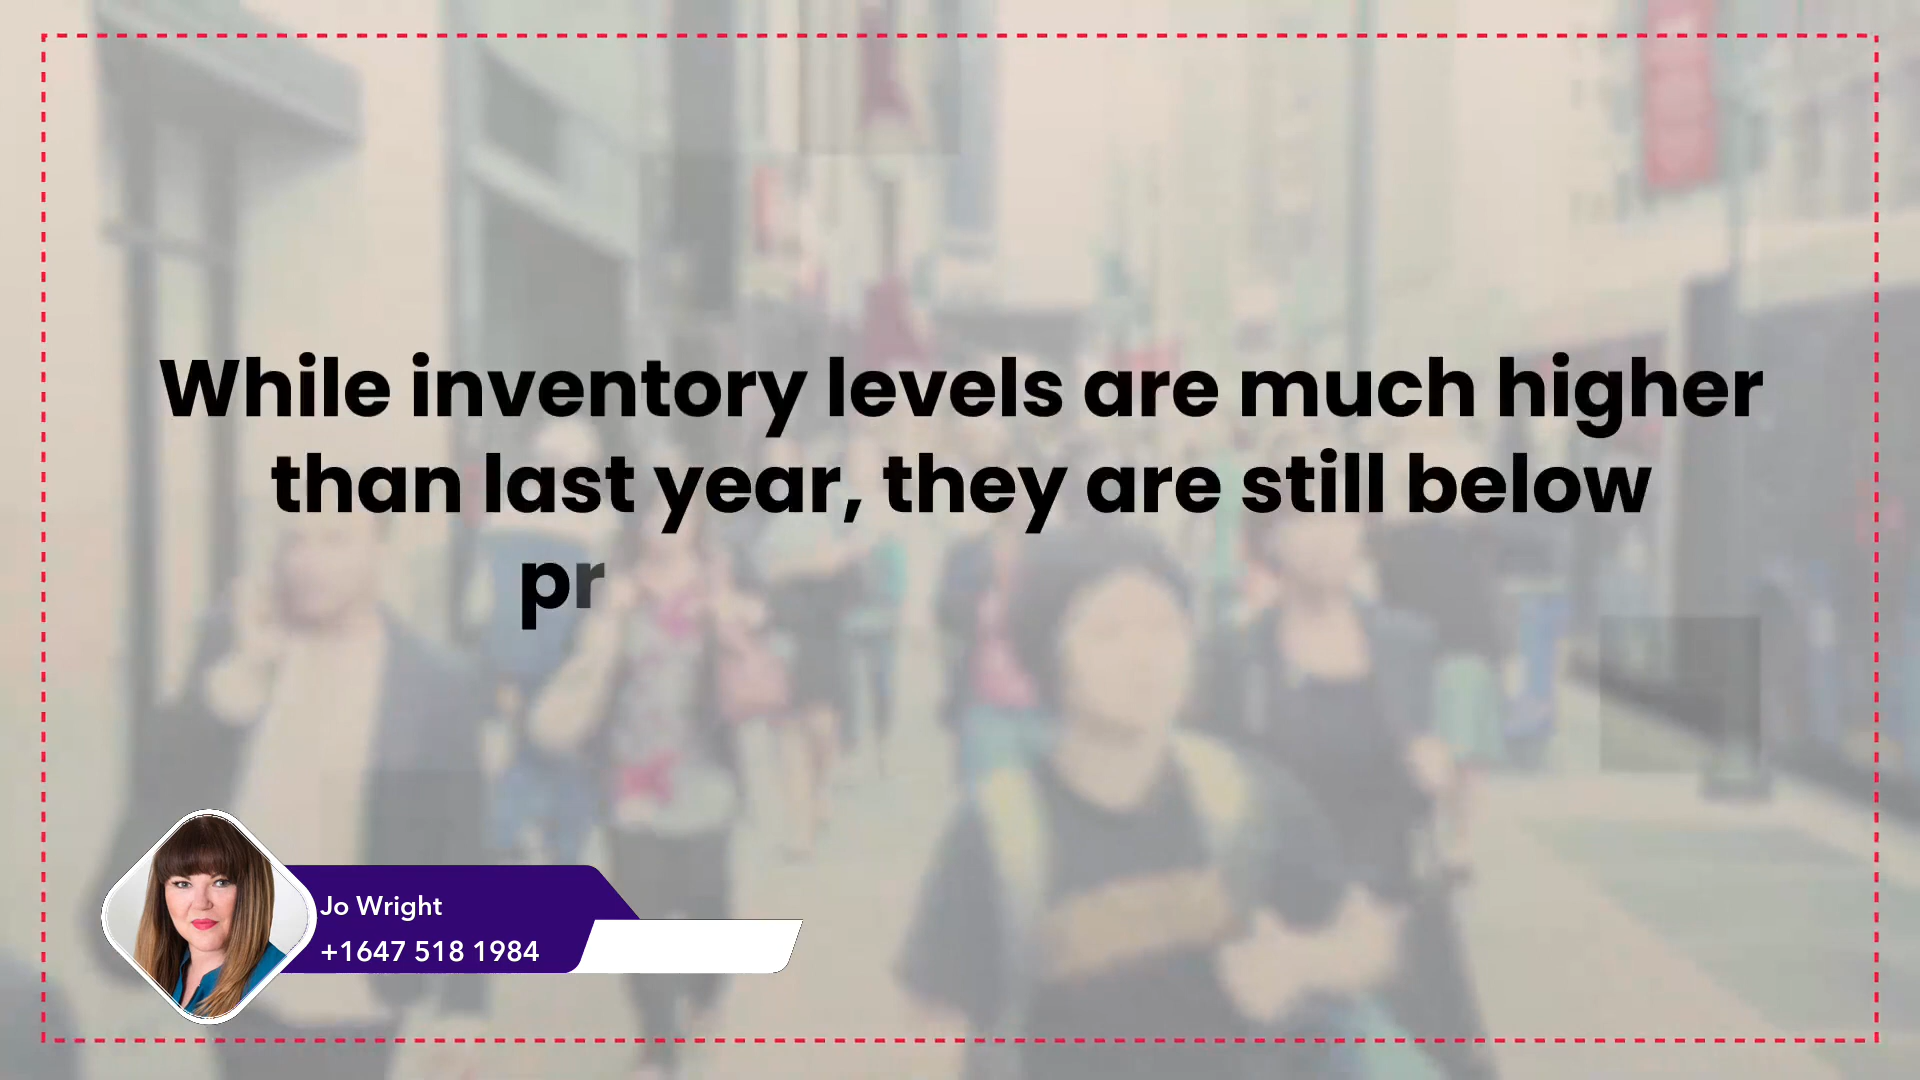 While inventory levels are much higher
than last year, they are still below
pr
Jo Wright
+1647 518 1984